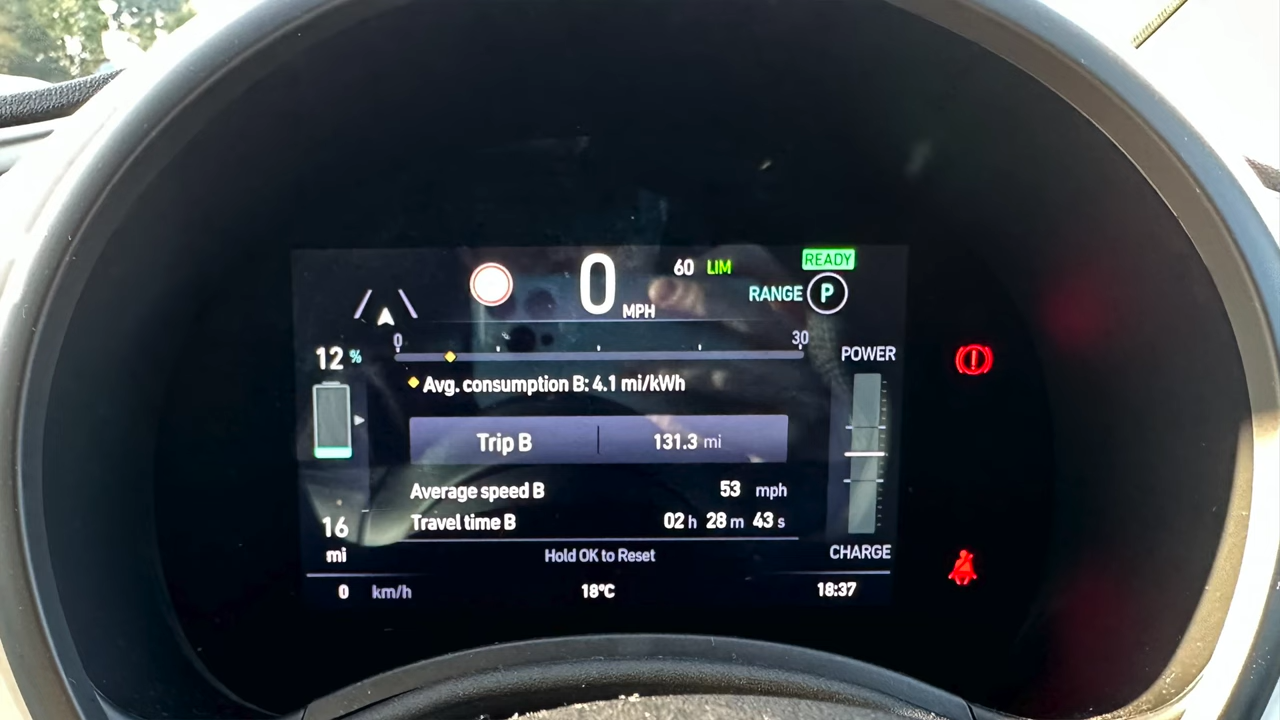 0 MPH
60 LIM
READY
RANGE P
0 30
12 %
POWER
Avg. consumption B: 4.1 mi/kWh
Trip B 131.3 mi
Average speed B 53 mph
Travel time B 02 h 28 m 43 s
16
mi
Hold OK to Reset
CHARGE
0 km/h 18°C 18:37